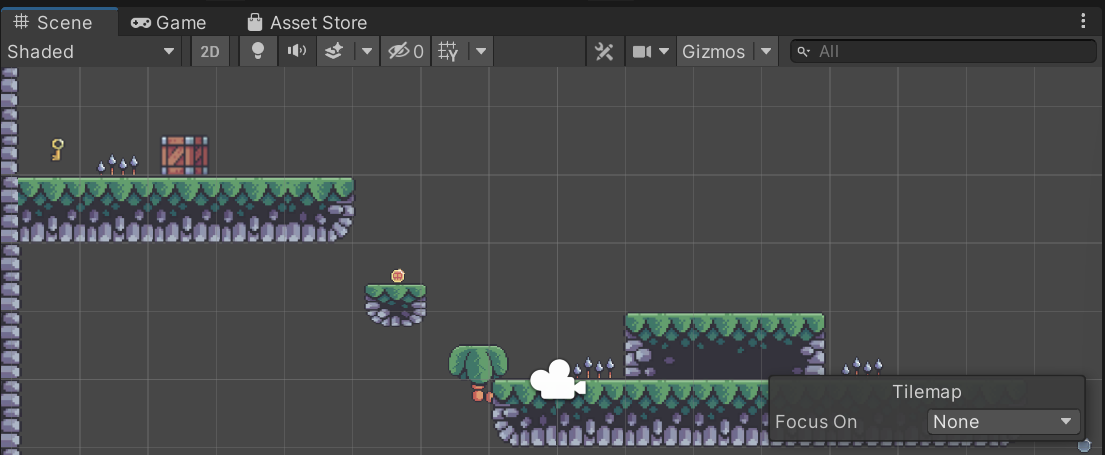 Scene Game Asset Store
Shaded 2D 0 Y Gizmos All
Tilemap
Focus On None